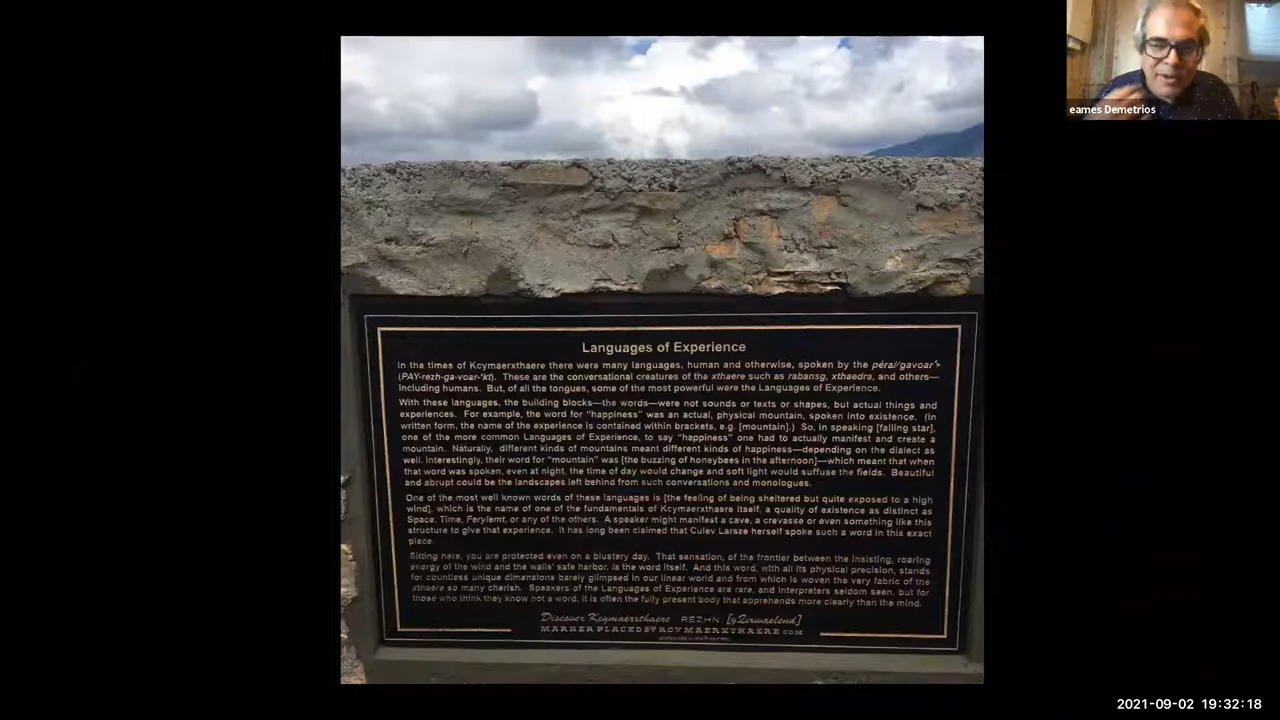 eames Demetrios
Languages of Experience
In the times of Kcymaerxthaere there were many languages, human and otherwise, spoken by the
These are the conversational creatures of the xthaere such as rabansg, xthaedra, and others—
including humans. But, of all the tongues, some of the most powerful were the Languages of Experience.
With these languages, the building blocks—the words—were not sounds or texts or shapes, but actual things and
experiences. For example, the word for "happiness" was an actual, physical mountain, spoken into existence. (In
written form, the name of the experience is contained within brackets, e.g. [mountain].) So, in speaking [falling star],
one of the more common Languages of Experience, to say "happiness" one had to actually manifest and create a
mountain. Naturally, different kinds of mountains meant different kinds of happiness—depending on the dialect as
well. Interestingly, their word for "mountain" was [the buzzing of honeybees in the afternoon]—which meant that when
that word was spoken, even at night, the time of day would change and soft light would suffuse the fields. Beautiful
and abrupt could be the landscapes left behind from such conversations and monologues.
One of the most well known words of these languages is [the feeling of being sheltered but quite exposed to a high
wind], which is the name of one of the fundamentals of Kcymaerxthaere itself, a quality of existence as distinct as
Space, Time, Ferylemt, or any of the others. A speaker might manifest a cave, a crevasse or even something like this
structure to give that experience. It has long been claimed that Culev Larsze herself spoke such a word in this exact
place.
Sitting here, you are protected even on a blustery day. That sensation, of the frontier between the insisting, roaring
energy of the wind and the walls' safe harbor, is the word itself. And this word, with all its physical precision, stands
for countless unique dimensions barely glimpsed in our linear world and from which is woven the very fabric of the
xthaere so many cherish. Speakers of the Languages of Experience are rare, and interpreters seldom seen, but for
those who think they know not a word, it is often the fully present body that apprehends more clearly than the mind.
Discover Kcymaerxthaere REZHN:
MARKER PLACED BY KCYMAERXTHAERE.COM
2021-09-02 19:32:18